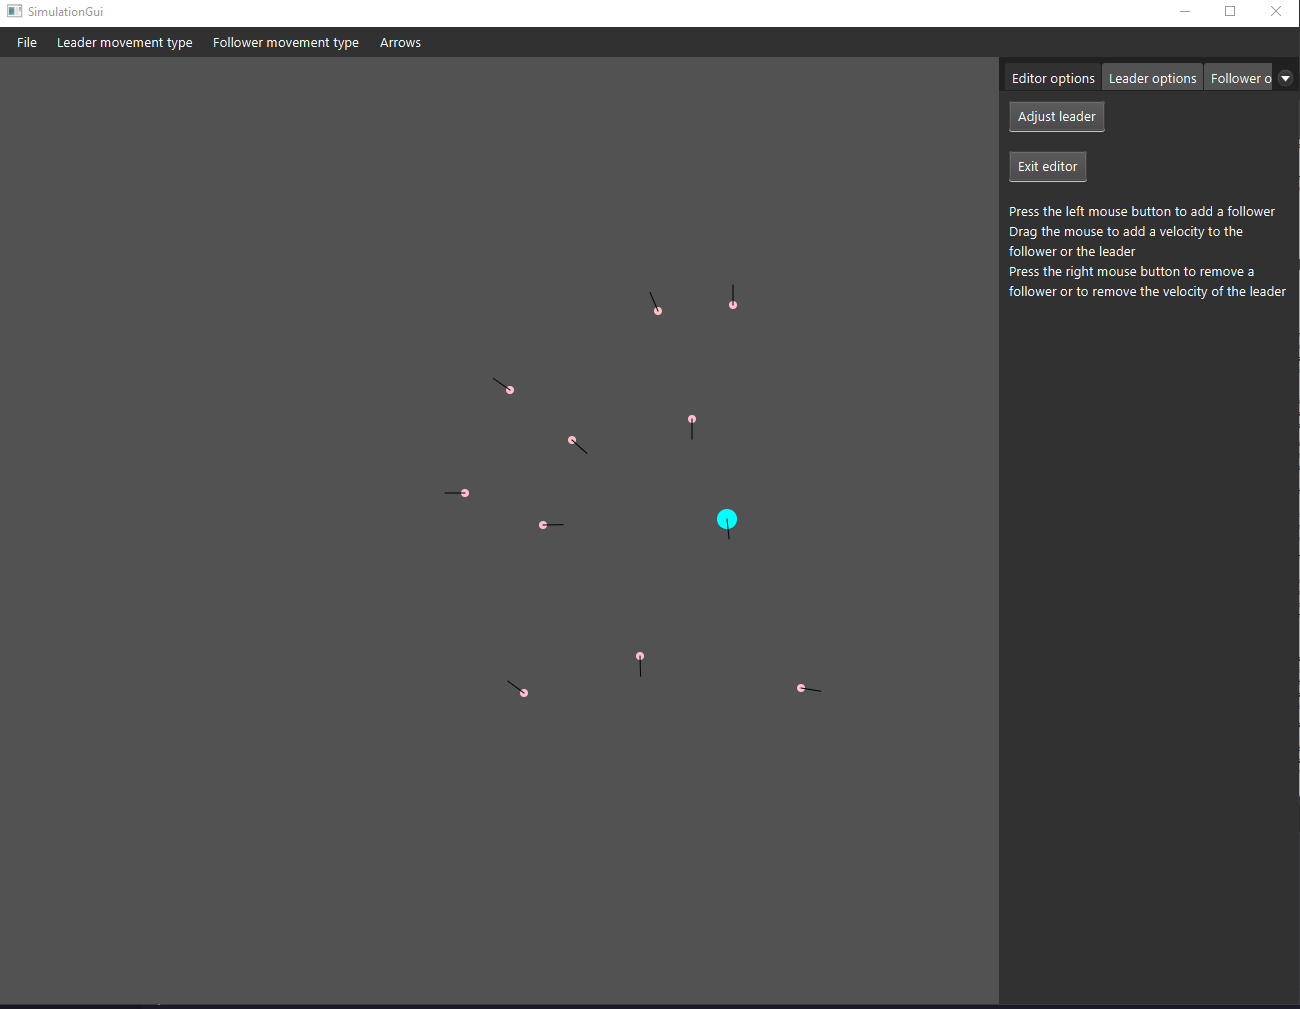 SimulationGui
File Leader movement type Follower movement type Arrows
Editor options Leader options Follower o
Adjust leader
Exit editor
Press the left mouse button to add a follower
Drag the mouse to add a velocity to the
follower or the leader
Press the right mouse button to remove a
follower or to remove the velocity of the leader